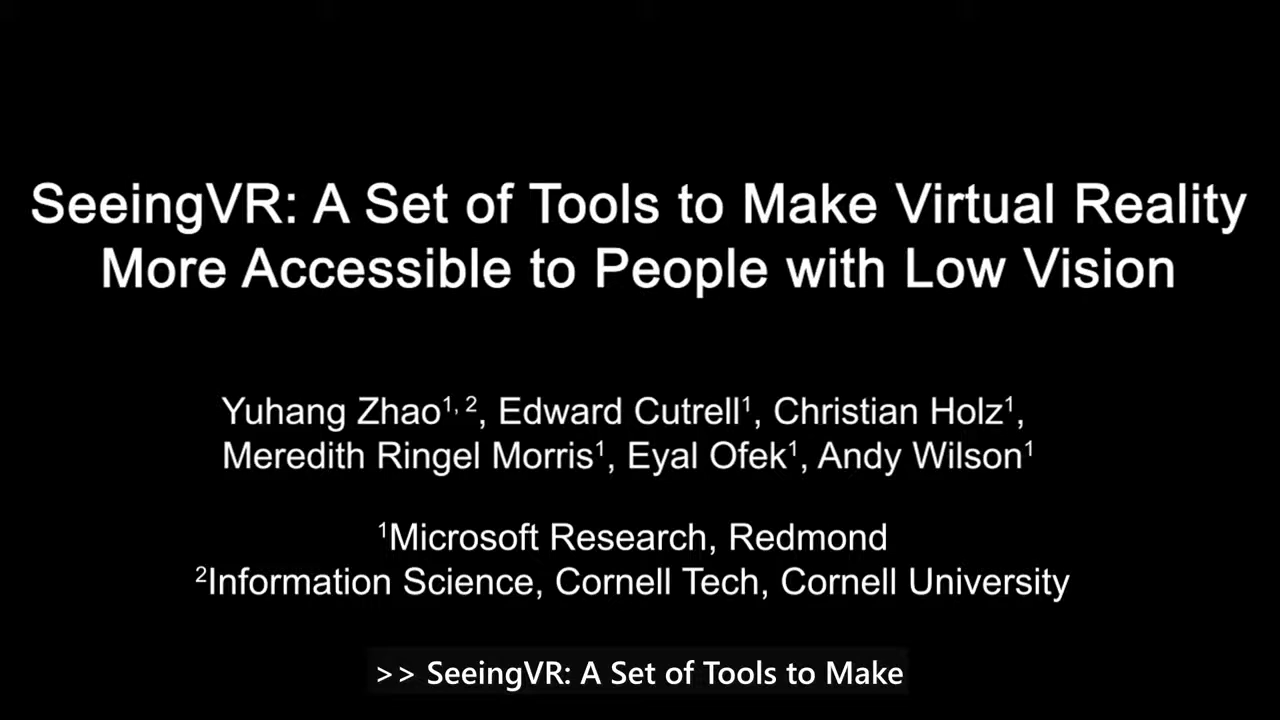 SeeingVR: A Set of Tools to Make Virtual Reality
More Accessible to People with Low Vision
Yuhang Zhao1, 2, Edward Cutrell1, Christian Holz1,
Meredith Ringel Morris1, Eyal Ofek1, Andy Wilson1
1Microsoft Research, Redmond
2Information Science, Cornell Tech, Cornell University
>> SeeingVR: A Set of Tools to Make